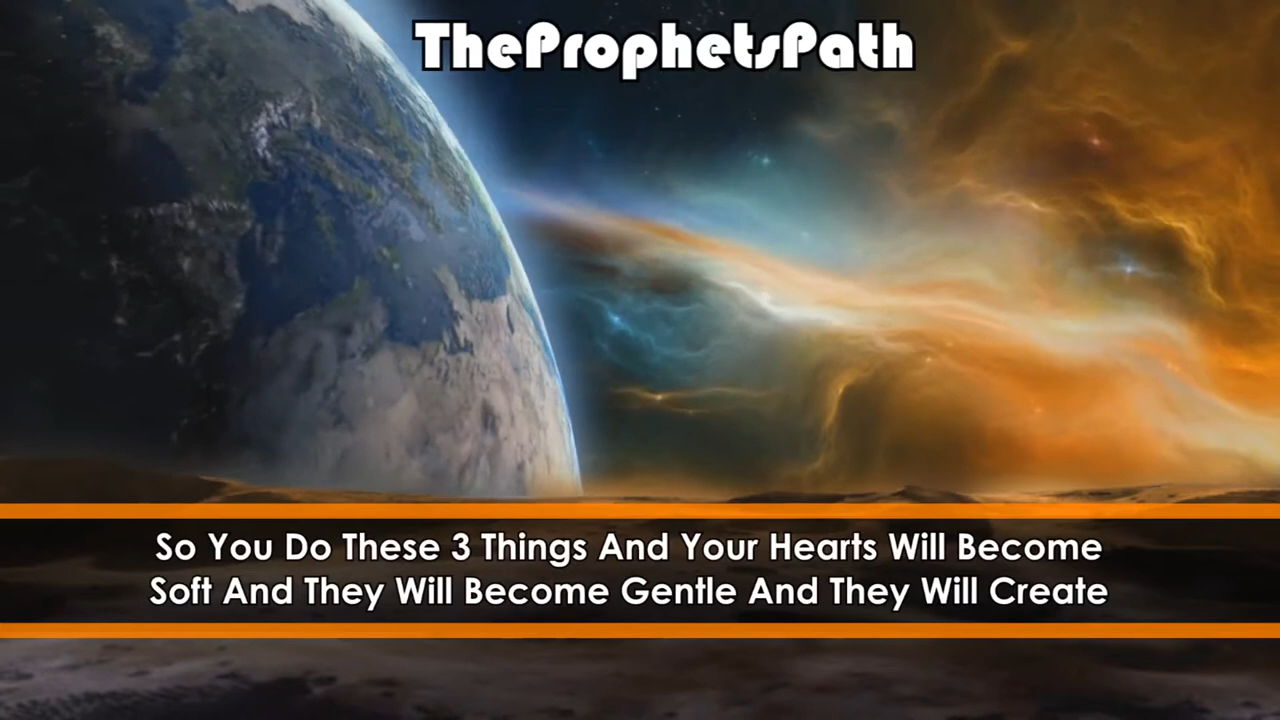 TheProphetsPath
So You Do These 3 Things And Your Hearts Will Become
Soft And They Will Become Gentle And They Will Create